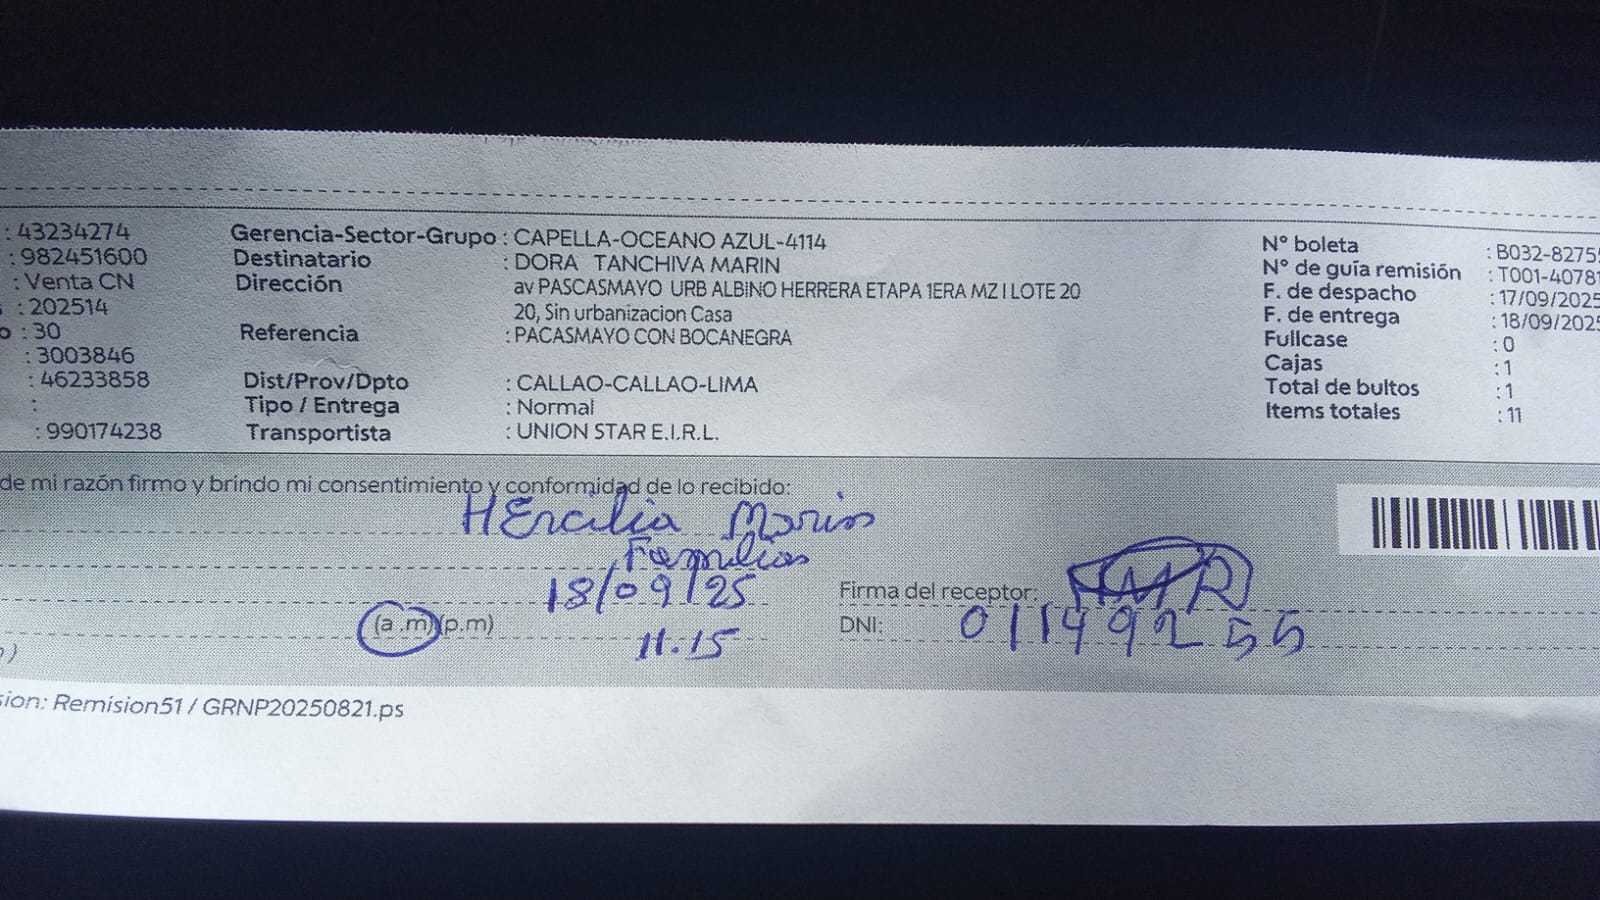 : 43234274 Gerencia-Sector-Grupo : CAPELLA-OCEANO AZUL-4114 N° boleta : B032-8275
: 982451600 Destinatario : DORA TANCHIVA MARIN N° de guía remisión : T001-40781
: Venta CN Dirección : av PASCASMAYO URB ALBINO HERRERA ETAPA 1ERA MZ I LOTE 20 F. de despacho : 17/09/2025
: 202514 20, Sin urbanizacion Casa F. de entrega : 18/09/2025
o : 30 Referencia : PACASMAYO CON BOCANEGRA Fullcase : 0
: 3003846 Cajas : 1
: 46233858 Dist/Prov/Dpto : CALLAO-CALLAO-LIMA Total de bultos : 1
: Tipo / Entrega : Normal Items totales : 11
: 990174238 Transportista : UNION STAR E.I.R.L.
de mi razón firmo y brindo mi consentimiento y conformidad de lo recibido:
HErcilia Marin
Familias
18/09/25 Firma del receptor:
(a .m)(p.m) 11.15 DNI: 01149255
sion: Remision51 / GRNP20250821.ps